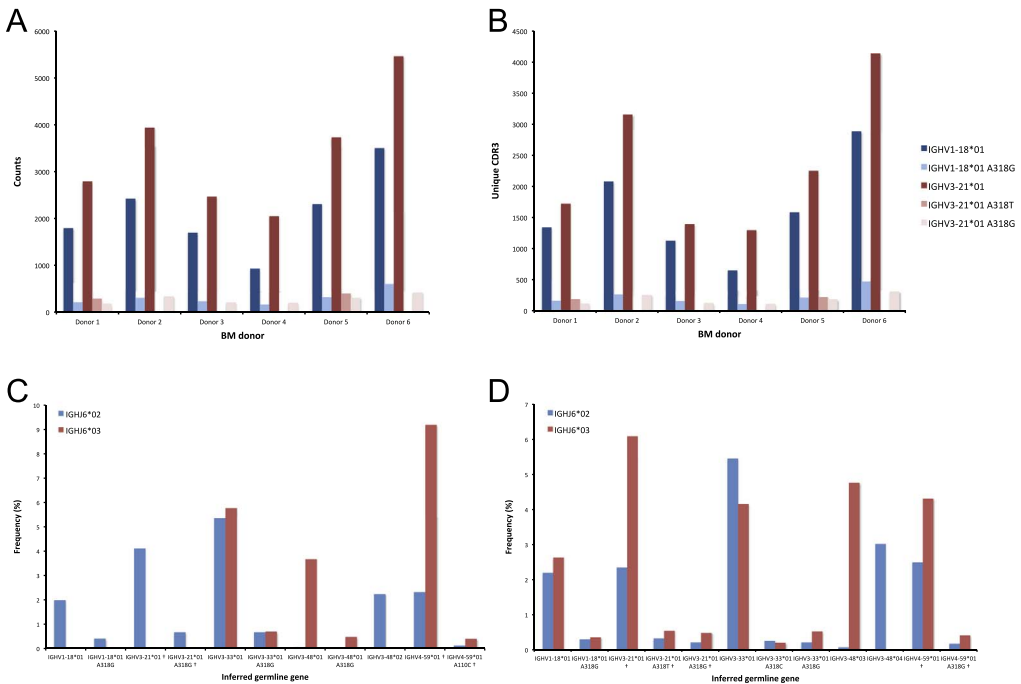 A
6000
5000
4000
3000
2000
1000
0
Counts
Donor 1 Donor 2 Donor 3 Donor 4 Donor 5 Donor 6
BM donor
B
4500
4000
3500
3000
2500
2000
1500
1000
500
0
Unique CDR3
Donor 1 Donor 2 Donor 3 Donor 4 Donor 5 Donor 6
BM donor
IGHV1-18*01
IGHV1-18*01 A318G
IGHV3-21*01
IGHV3-21*01 A318T
IGHV3-21*01 A318G
C
10
9
8
7
6
5
4
3
2
1
0
Frequency (%)
IGHJ6*02
IGHJ6*03
IGHV1-18*01 IGHV1-18*01 IGHV3-21*01 † IGHV3-21*01 IGHV3-33*01 IGHV3-33*01 IGHV3-48*01 IGHV3-48*01 IGHV3-48*02 IGHV4-59*01 † IGHV4-59*01
A318G A318G † A318G A318G A110C †
Inferred germline gene
D
7
6
5
4
3
2
1
0
Frequency (%)
IGHJ6*02
IGHJ6*03
IGHV1-18*01 IGHV1-18*01 IGHV3-21*01 IGHV3-21*01 IGHV3-21*01 IGHV3-33*01 IGHV3-33*01 IGHV3-33*01 IGHV3-48*03 IGHV3-48*04 IGHV4-59*01 IGHV4-59*01
A318G † A318T † A318G † A318C A318G † A318G †
Inferred germline gene